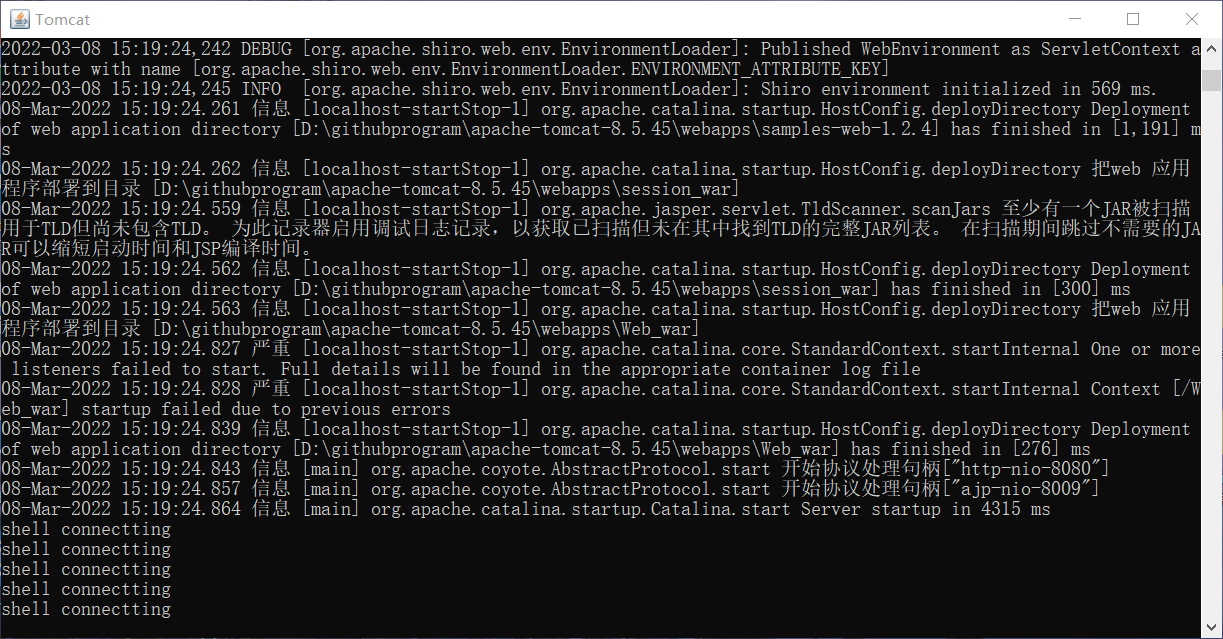 Tomcat
2022-03-08 15:19:24,242 DEBUG [org.apache.shiro.web.env.EnvironmentLoader]: Published WebEnvironment as ServletContext a
ttribute with name [org.apache.shiro.web.env.EnvironmentLoader.ENVIRONMENT_ATTRIBUTE_KEY]
2022-03-08 15:19:24,245 INFO  [org.apache.shiro.web.env.EnvironmentLoader]: Shiro environment initialized in 569 ms.
08-Mar-2022 15:19:24.261 信息 [localhost-startStop-1] org.apache.catalina.startup.HostConfig.deployDirectory Deployment
of web application directory [D:\githubprogram\apache-tomcat-8.5.45\webapps\samples-web-1.2.4] has finished in [1,191] m
s
08-Mar-2022 15:19:24.262 信息 [localhost-startStop-1] org.apache.catalina.startup.HostConfig.deployDirectory 把web 应用
程序部署到目录 [D:\githubprogram\apache-tomcat-8.5.45\webapps\session_war]
08-Mar-2022 15:19:24.559 信息 [localhost-startStop-1] org.apache.jasper.servlet.TldScanner.scanJars 至少有一个JAR被扫描
用于TLD但尚未包含TLD。 为此记录器启用调试日志记录，以获取已扫描但未在其中找到TLD的完整JAR列表。 在扫描期间跳过不需要的JA
R可以缩短启动时间和JSP编译时间。
08-Mar-2022 15:19:24.562 信息 [localhost-startStop-1] org.apache.catalina.startup.HostConfig.deployDirectory Deployment
of web application directory [D:\githubprogram\apache-tomcat-8.5.45\webapps\session_war] has finished in [300] ms
08-Mar-2022 15:19:24.563 信息 [localhost-startStop-1] org.apache.catalina.startup.HostConfig.deployDirectory 把web 应用
程序部署到目录 [D:\githubprogram\apache-tomcat-8.5.45\webapps\Web_war]
08-Mar-2022 15:19:24.827 严重 [localhost-startStop-1] org.apache.catalina.core.StandardContext.startInternal One or more
 listeners failed to start. Full details will be found in the appropriate container log file
08-Mar-2022 15:19:24.828 严重 [localhost-startStop-1] org.apache.catalina.core.StandardContext.startInternal Context [/W
eb_war] startup failed due to previous errors
08-Mar-2022 15:19:24.839 信息 [localhost-startStop-1] org.apache.catalina.startup.HostConfig.deployDirectory Deployment
of web application directory [D:\githubprogram\apache-tomcat-8.5.45\webapps\Web_war] has finished in [276] ms
08-Mar-2022 15:19:24.843 信息 [main] org.apache.coyote.AbstractProtocol.start 开始协议处理句柄["http-nio-8080"]
08-Mar-2022 15:19:24.857 信息 [main] org.apache.coyote.AbstractProtocol.start 开始协议处理句柄["ajp-nio-8009"]
08-Mar-2022 15:19:24.864 信息 [main] org.apache.catalina.startup.Catalina.start Server startup in 4315 ms
shell connectting
shell connectting
shell connectting
shell connectting
shell connectting